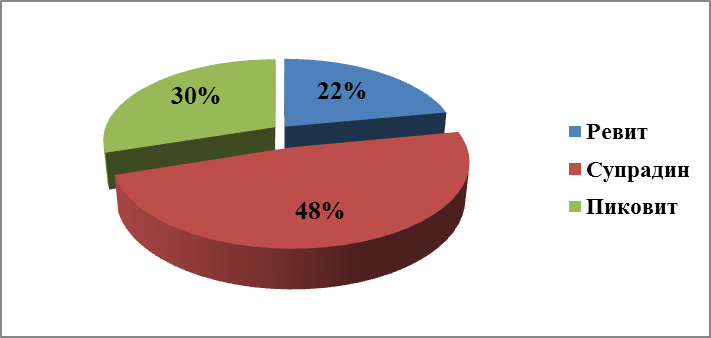 30%
22%
48%
Ревит
Супрадин
Пиковит